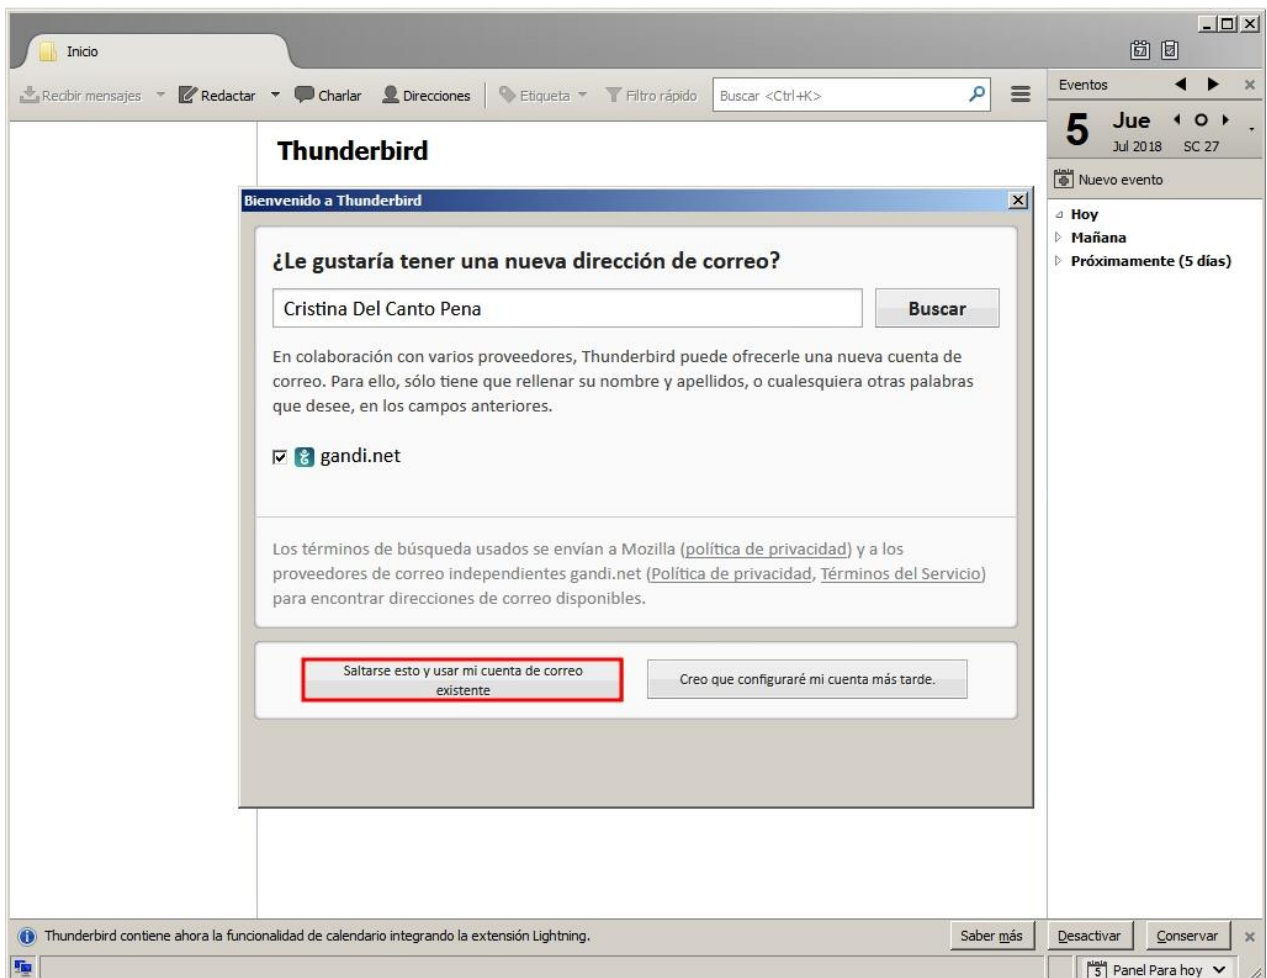 Inicio
Recibir mensajes
Redactar
Charlar
Direcciones
Etiqueta
Filtro rápido
Buscar <Ctrl+K>
Eventos
5
Jue
Jul 2018 SC 27
Nuevo evento
Hoy
Mañana
Próximamente (5 días)
Thunderbird
Bienvenido a Thunderbird
¿Le gustaría tener una nueva dirección de correo?
Cristina Del Canto Pena
Buscar
En colaboración con varios proveedores, Thunderbird puede ofrecerle una nueva cuenta de
correo. Para ello, sólo tiene que rellenar su nombre y apellidos, o cualesquiera otras palabras
que desee, en los campos anteriores.
gandi.net
Los términos de búsqueda usados se envían a Mozilla (política de privacidad) y a los
proveedores de correo independientes gandi.net (Política de privacidad, Términos del Servicio)
para encontrar direcciones de correo disponibles.
Saltarse esto y usar mi cuenta de correo
existente
Creo que configuraré mi cuenta más tarde.
Thunderbird contiene ahora la funcionalidad de calendario integrando la extensión Lightning.
Saber más
Desactivar
Conservar
5
Panel Para hoy